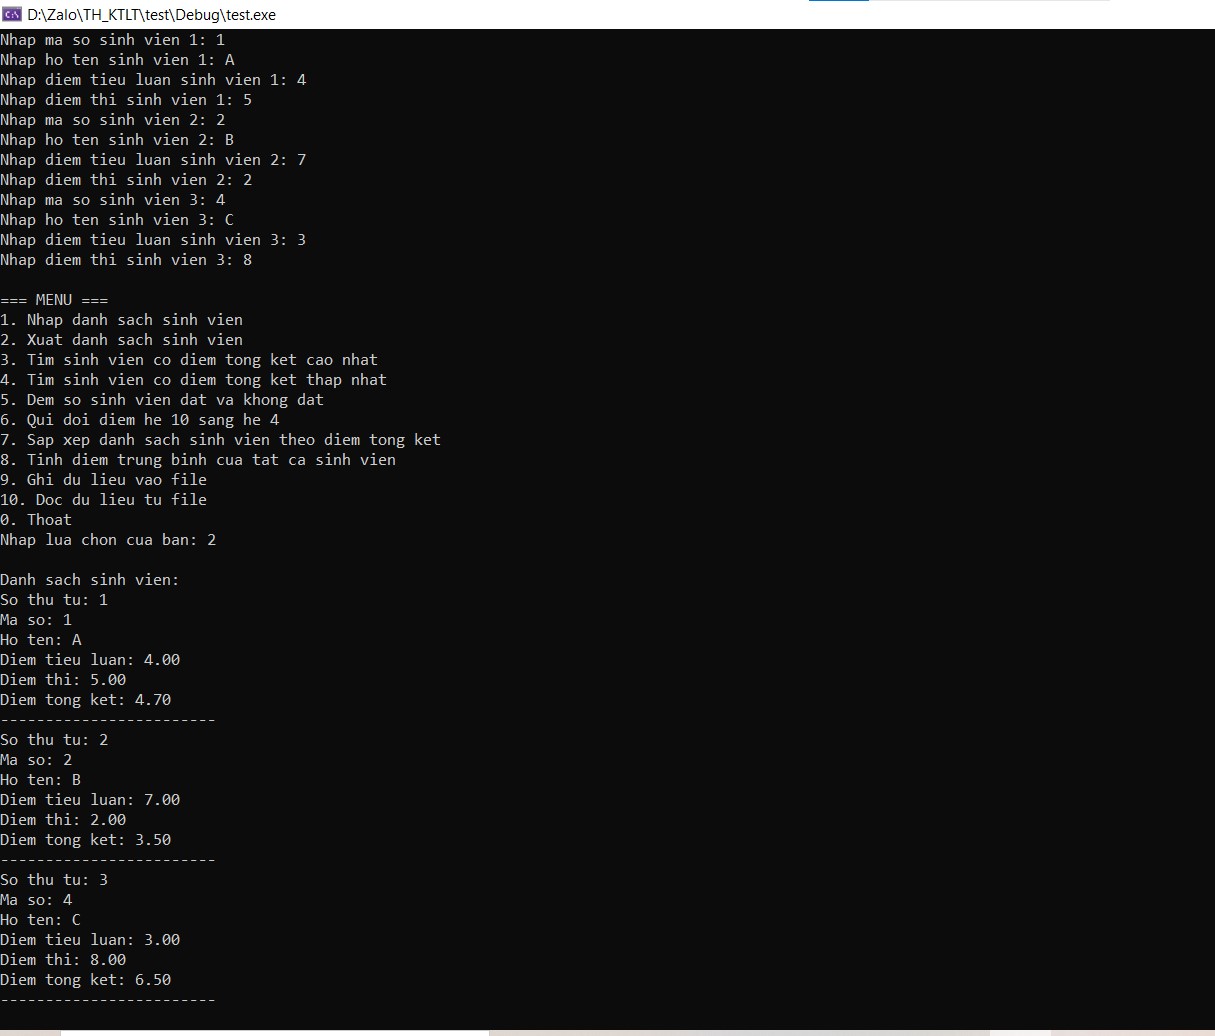 D:\Zalo\TH_KTLT\test\Debug\test.exe
Nhap ma so sinh vien 1: 1
Nhap ho ten sinh vien 1: A
Nhap diem tieu luan sinh vien 1: 4
Nhap diem thi sinh vien 1: 5
Nhap ma so sinh vien 2: 2
Nhap ho ten sinh vien 2: B
Nhap diem tieu luan sinh vien 2: 7
Nhap diem thi sinh vien 2: 2
Nhap ma so sinh vien 3: 4
Nhap ho ten sinh vien 3: C
Nhap diem tieu luan sinh vien 3: 3
Nhap diem thi sinh vien 3: 8
=== MENU ===
1. Nhap danh sach sinh vien
2. Xuat danh sach sinh vien
3. Tim sinh vien co diem tong ket cao nhat
4. Tim sinh vien co diem tong ket thap nhat
5. Dem so sinh vien dat va khong dat
6. Qui doi diem he 10 sang he 4
7. Sap xep danh sach sinh vien theo diem tong ket
8. Tinh diem trung binh cua tat ca sinh vien
9. Ghi du lieu vao file
10. Doc du lieu tu file
0. Thoat
Nhap lua chon cua ban: 2
Danh sach sinh vien:
So thu tu: 1
Ma so: 1
Ho ten: A
Diem tieu luan: 4.00
Diem thi: 5.00
Diem tong ket: 4.70
------------------------
So thu tu: 2
Ma so: 2
Ho ten: B
Diem tieu luan: 7.00
Diem thi: 2.00
Diem tong ket: 3.50
------------------------
So thu tu: 3
Ma so: 4
Ho ten: C
Diem tieu luan: 3.00
Diem thi: 8.00
Diem tong ket: 6.50
------------------------